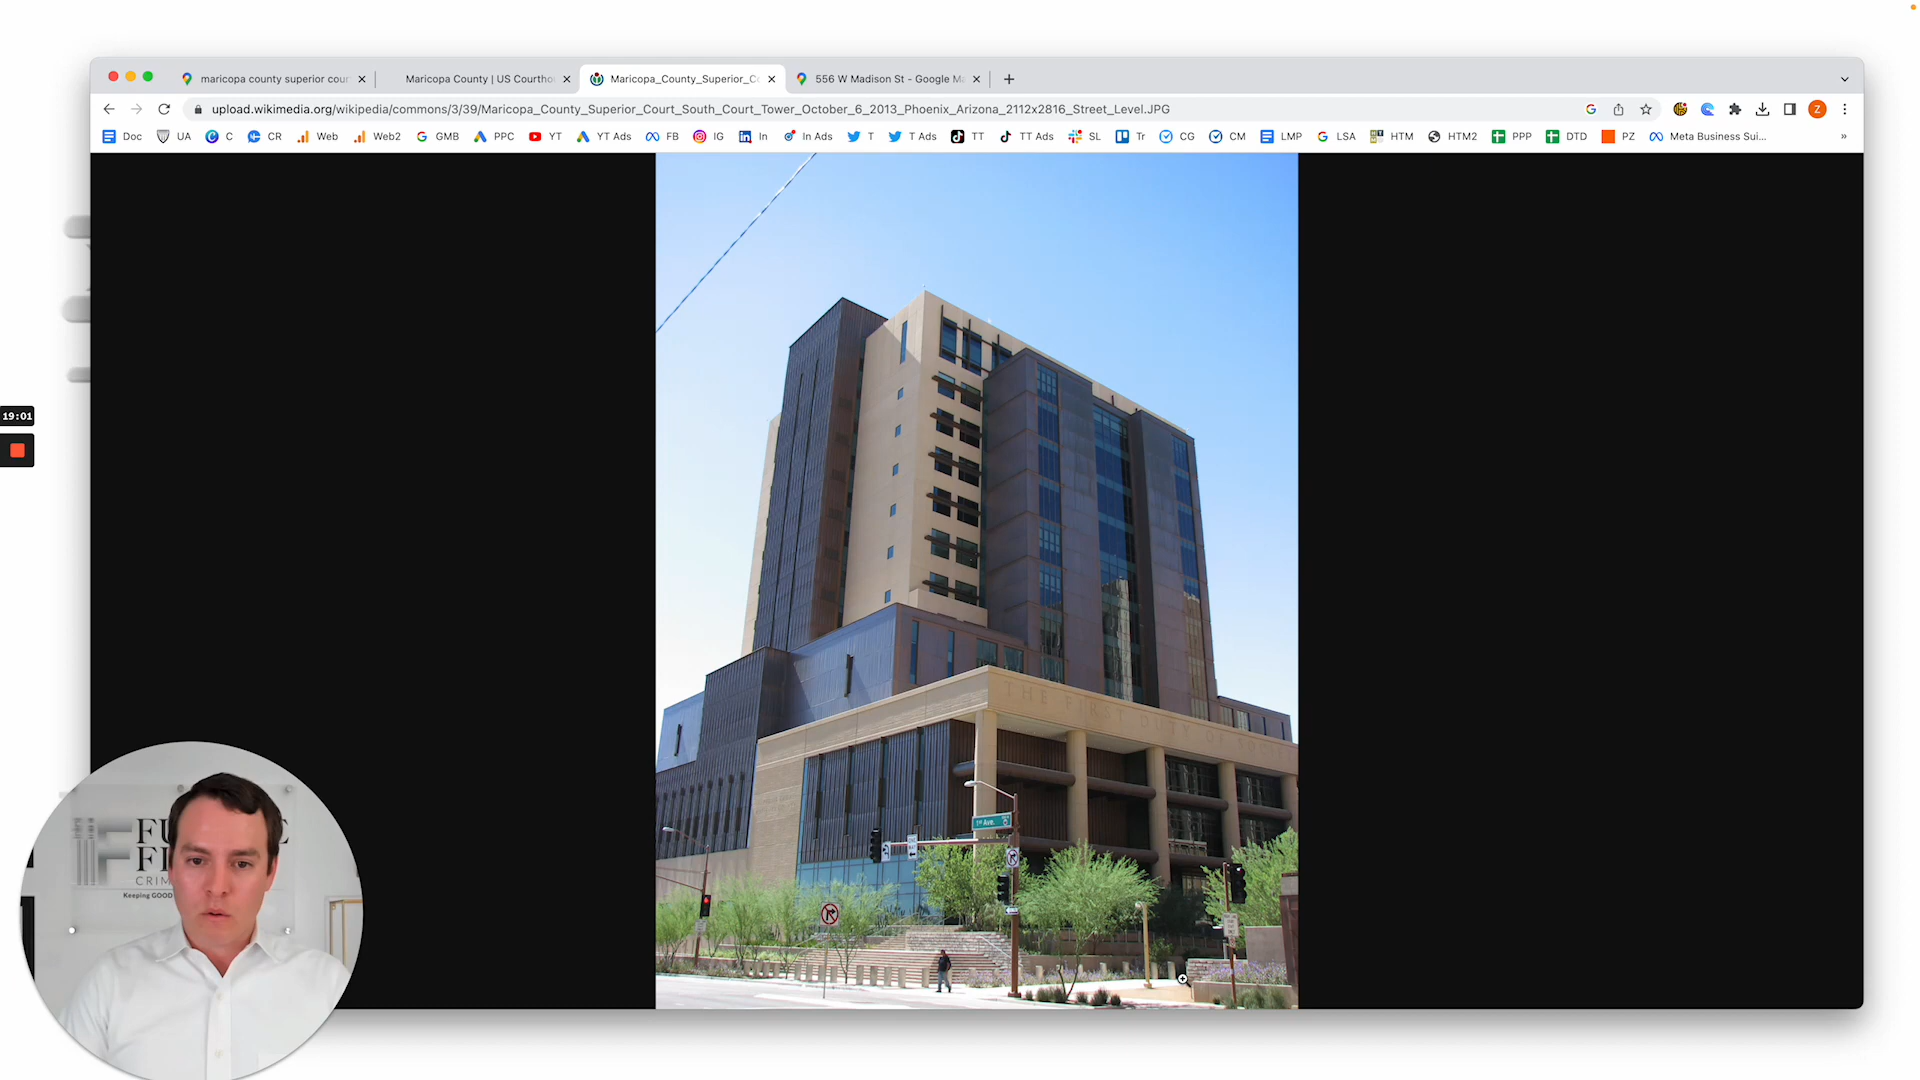 maricopa county superior cour
Maricopa County | US Courtho
Maricopa_County_Superior_C
556 W Madison St - Google M
upload.wikimedia.org/wikipedia/commons/3/39/Maricopa_County_Superior_Court_South_Court_Tower_October_6_2013_Phoenix_Arizona_2112x2816_Street_Level.JPG
Z
Doc UA C CR Web Web2 GMB PPC YT YT Ads FB IG In In Ads T T Ads TT TT Ads SL Tr CG CM LMP LSA HTM HTM2 PPP DTD PZ Meta Business Sui... »
19:01
THE FIRST DUTY OF
1st Ave.
Keeping GOOD